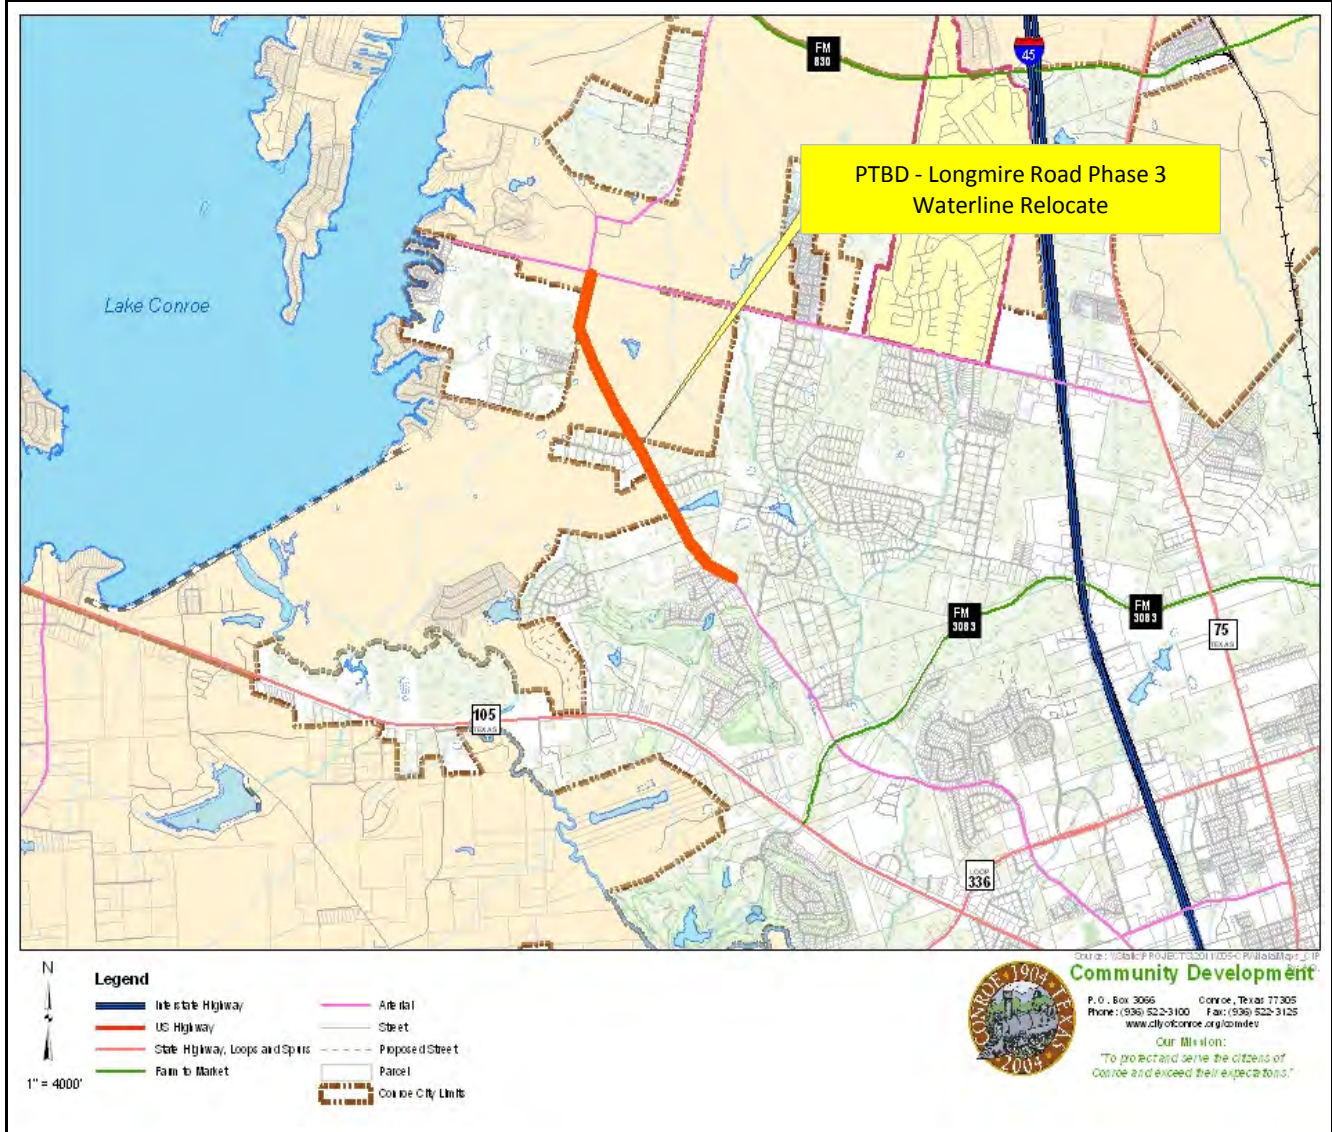 FM
830
45
PTBD - Longmire Road Phase 3
Waterline Relocate
Lake Conroe
FM
3083
FM
3083
75
TEXAS
105
TEXAS
LOOP
336
N
1" = 4000'
Legend
Interstate Highway
US Highway
State Highway, Loops and Spurs
Farm to Market
Arterial
Street
Proposed Street
Parcel
Conroe City Limits
CONROE 1904 TEXAS
2004
Community Development
P. O. Box 3066 Conroe, Texas 77305
Phone: (936) 522-3100 Fax: (936) 522-3125
www.cityofconroe.org/comdev
Our Mission:
"To protect and serve the citizens of
Conroe and exceed their expectations."